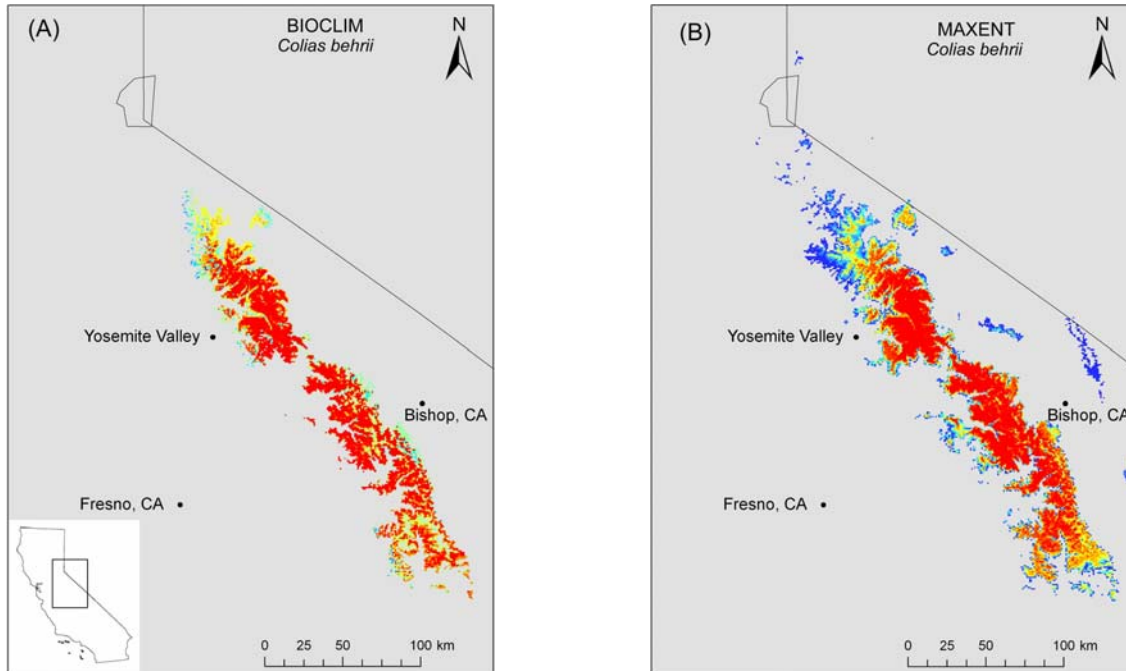 (A)
BIOCLIM
Colias behrii
N
Yosemite Valley
Bishop, CA
Fresno, CA
0 25 50 100 km
(B)
MAXENT
Colias behrii
N
Yosemite Valley
Bishop, CA
Fresno, CA
0 25 50 100 km